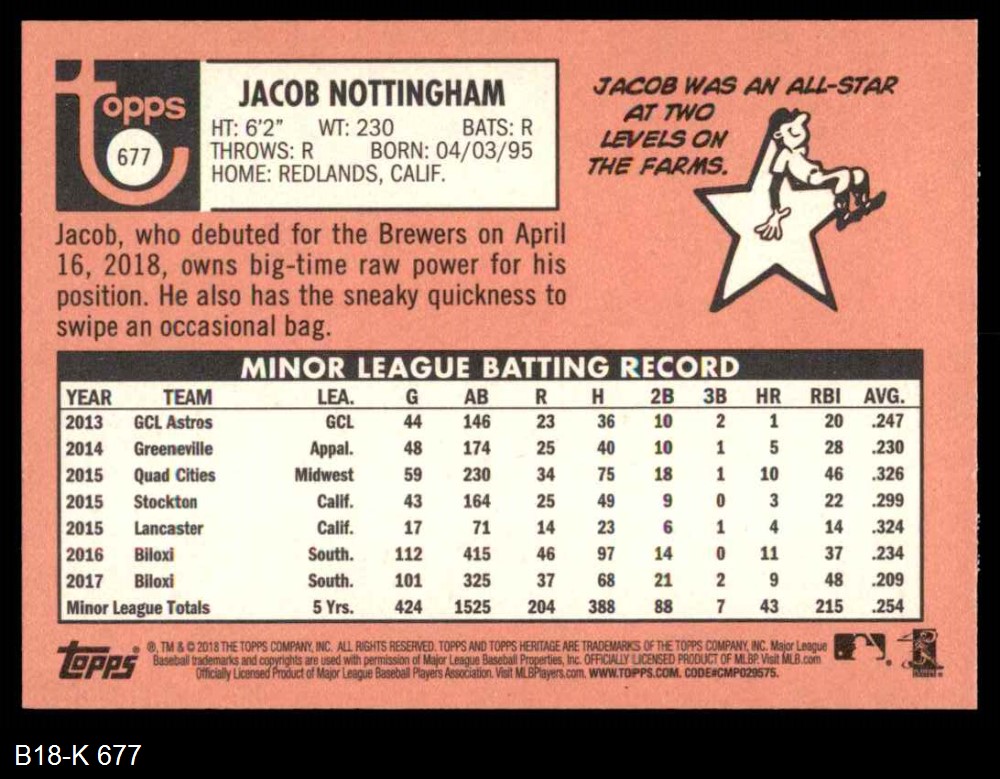 topps
677
JACOB NOTTINGHAM
HT: 6'2" WT: 230 BATS: R
THROWS: R BORN: 04/03/95
HOME: REDLANDS, CALIF.
JACOB WAS AN ALL-STAR
AT TWO
LEVELS ON
THE FARMS.
Jacob, who debuted for the Brewers on April
16, 2018, owns big-time raw power for his
position. He also has the sneaky quickness to
swipe an occasional bag.
MINOR LEAGUE BATTING RECORD
YEAR TEAM LEA. G AB R H 2B 3B HR RBI AVG.
2013 GCL Astros GCL 44 146 23 36 10 2 1 20 .247
2014 Greeneville Appal. 48 174 25 40 10 1 5 28 .230
2015 Quad Cities Midwest 59 230 34 75 18 1 10 46 .326
2015 Stockton Calif. 43 164 25 49 9 0 3 22 .299
2015 Lancaster Calif. 17 71 14 23 6 1 4 14 .324
2016 Biloxi South. 112 415 46 97 14 0 11 37 .234
2017 Biloxi South. 101 325 37 68 21 2 9 48 .209
Minor League Totals 5 Yrs. 424 1525 204 388 88 7 43 215 .254
topps
®, TM & © 2018 THE TOPPS COMPANY, INC. ALL RIGHTS RESERVED. TOPPS AND TOPPS HERITAGE ARE TRADEMARKS OF THE TOPPS COMPANY, INC. Major League
Baseball trademarks and copyrights are used with permission of Major League Baseball Properties, Inc. OFFICIALLY LICENSED PRODUCT OF MLBP. Visit MLB.com
Officially Licensed Product of Major League Baseball Players Association. Visit MLBPlayers.com. WWW.TOPPS.COM. CODE#CMP029575.
B18-K 677